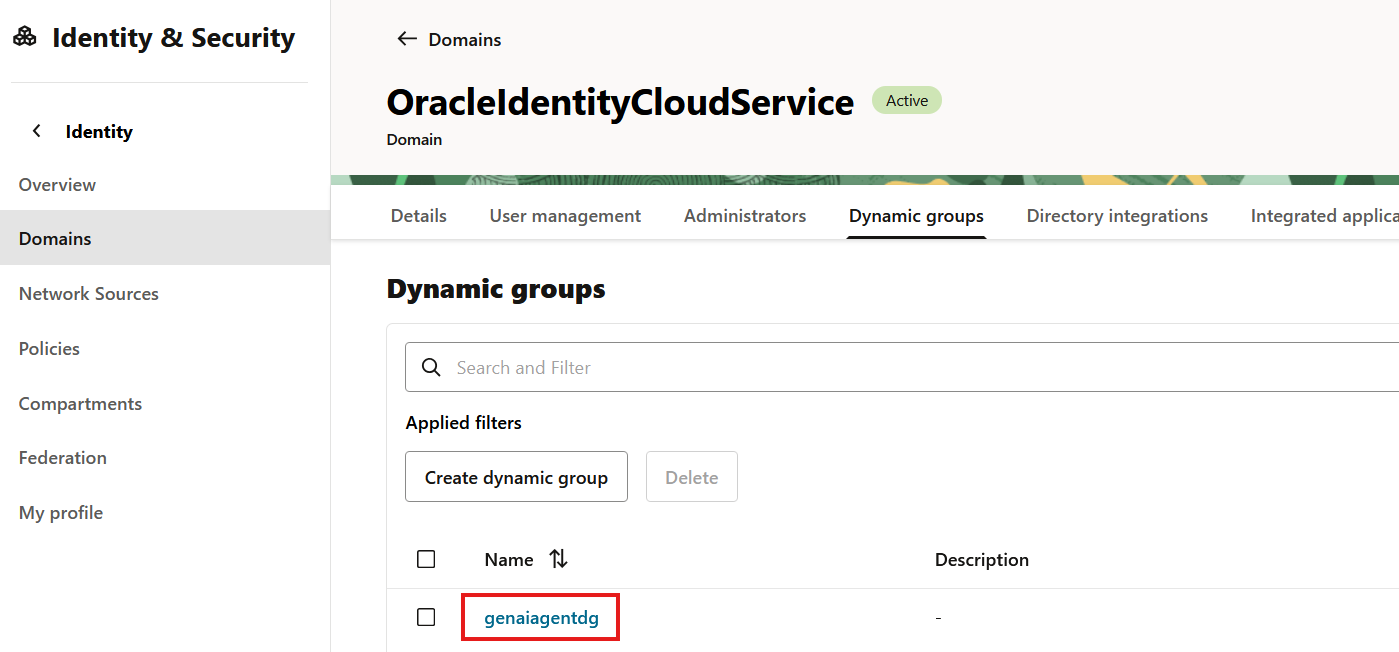 Identity & Security
Identity
Overview
Domains
Network Sources
Policies
Compartments
Federation
My profile
Domains
OracleIdentityCloudService Active
Domain
Details User management Administrators Dynamic groups Directory integrations Integrated applica
Dynamic groups
Search and Filter
Applied filters
Create dynamic group Delete
Name Description
genaiagentdg -